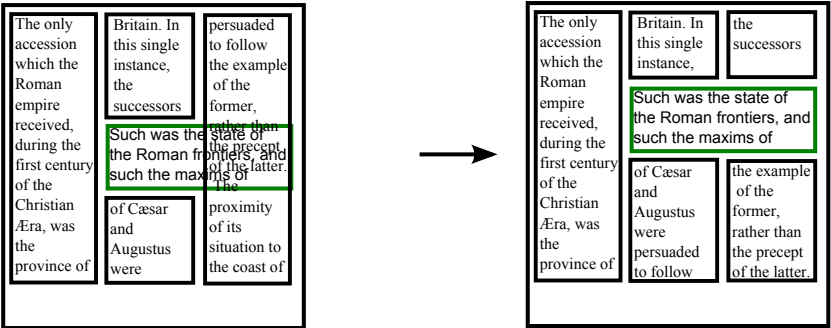 The only
accession
which the
Roman
empire
received,
during the
first century
of the
Christian
Æra, was
the
province of
Britain. In
this single
instance,
the
successors
Such was the state of
the Roman frontiers, and
such the maxims of
of Cæsar
and
Augustus
were
persuaded
to follow
the example
of the
former,
rather than
the precept
of the latter.
The
proximity
of its
situation to
the coast of
The only
accession
which the
Roman
empire
received,
during the
first century
of the
Christian
Æra, was
the
province of
Britain. In
this single
instance,
the
successors
Such was the state of
the Roman frontiers, and
such the maxims of
of Cæsar
and
Augustus
were
persuaded
to follow
the example
of the
former,
rather than
the precept
of the latter.